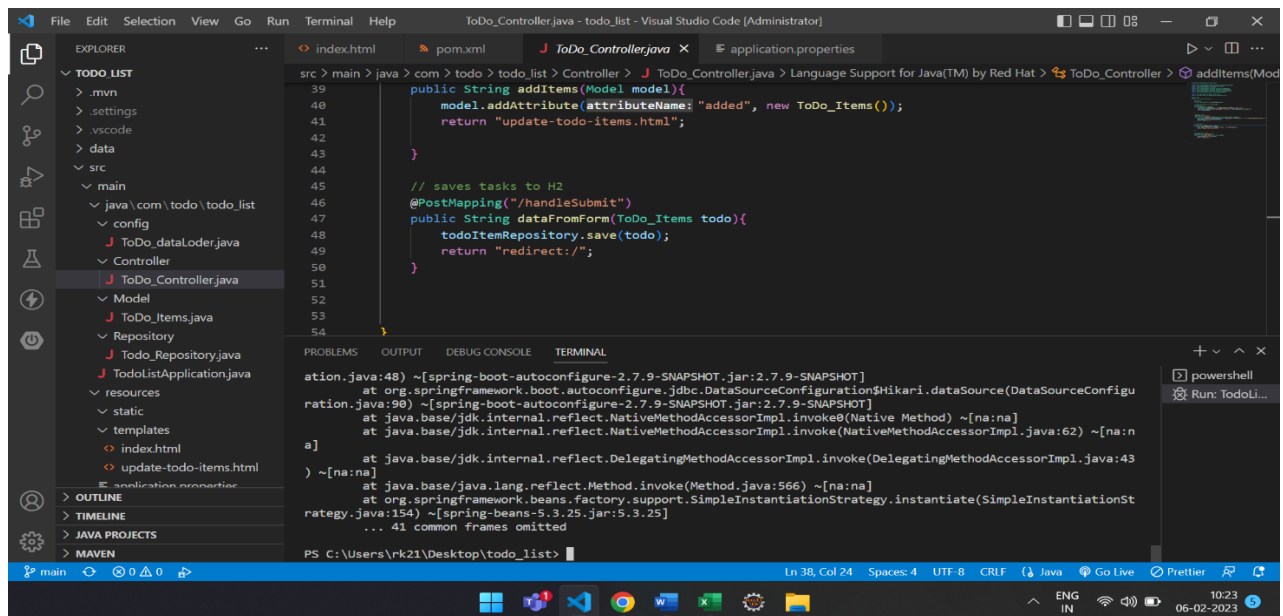 File Edit Selection View Go Run Terminal Help
ToDo_Controller.java - todo_list - Visual Studio Code [Administrator]
EXPLORER
TODO_LIST
.mvn
.settings
.vscode
data
src
main
java\com\todo\todo_list
config
J ToDo_dataLoder.java
Controller
J ToDo_Controller.java
Model
J ToDo_Items.java
Repository
J Todo_Repository.java
J TodoListApplication.java
resources
static
templates
index.html
update-todo-items.html
application.properties
OUTLINE
TIMELINE
JAVA PROJECTS
MAVEN
index.html pom.xml J ToDo_Controller.java application.properties
src > main > java > com > todo > todo_list > Controller > J ToDo_Controller.java > Language Support for Java(TM) by Red Hat > ToDo_Controller > addItems(Mod
39 public String addItems(Model model){
40 model.addAttribute(attributeName: "added", new ToDo_Items());
41 return "update-todo-items.html";
42
43 }
44
45 // saves tasks to H2
46 @PostMapping("/handleSubmit")
47 public String dataFromForm(ToDo_Items todo){
48 todoItemRepository.save(todo);
49 return "redirect:/";
50 }
51
52
53
54 }
PROBLEMS OUTPUT DEBUG CONSOLE TERMINAL
ation.java:48) ~[spring-boot-autoconfigure-2.7.9-SNAPSHOT.jar:2.7.9-SNAPSHOT]
at org.springframework.boot.autoconfigure.jdbc.DataSourceConfiguration$Hikari.dataSource(DataSourceConfigu
ration.java:90) ~[spring-boot-autoconfigure-2.7.9-SNAPSHOT.jar:2.7.9-SNAPSHOT]
at java.base/jdk.internal.reflect.NativeMethodAccessorImpl.invoke0(Native Method) ~[na:na]
at java.base/jdk.internal.reflect.NativeMethodAccessorImpl.invoke(NativeMethodAccessorImpl.java:62) ~[na:n
a]
at java.base/jdk.internal.reflect.DelegatingMethodAccessorImpl.invoke(DelegatingMethodAccessorImpl.java:43
) ~[na:na]
at java.base/java.lang.reflect.Method.invoke(Method.java:566) ~[na:na]
at org.springframework.beans.factory.support.SimpleInstantiationStrategy.instantiate(SimpleInstantiationSt
rategy.java:154) ~[spring-beans-5.3.25.jar:5.3.25]
... 41 common frames omitted
PS C:\Users\rk21\Desktop\todo_list>
powershell
Run: TodoLi...
main 0 0 Ln 38, Col 24 Spaces: 4 UTF-8 CRLF Java Go Live Prettier
ENG
IN
10:23
06-02-2023
5